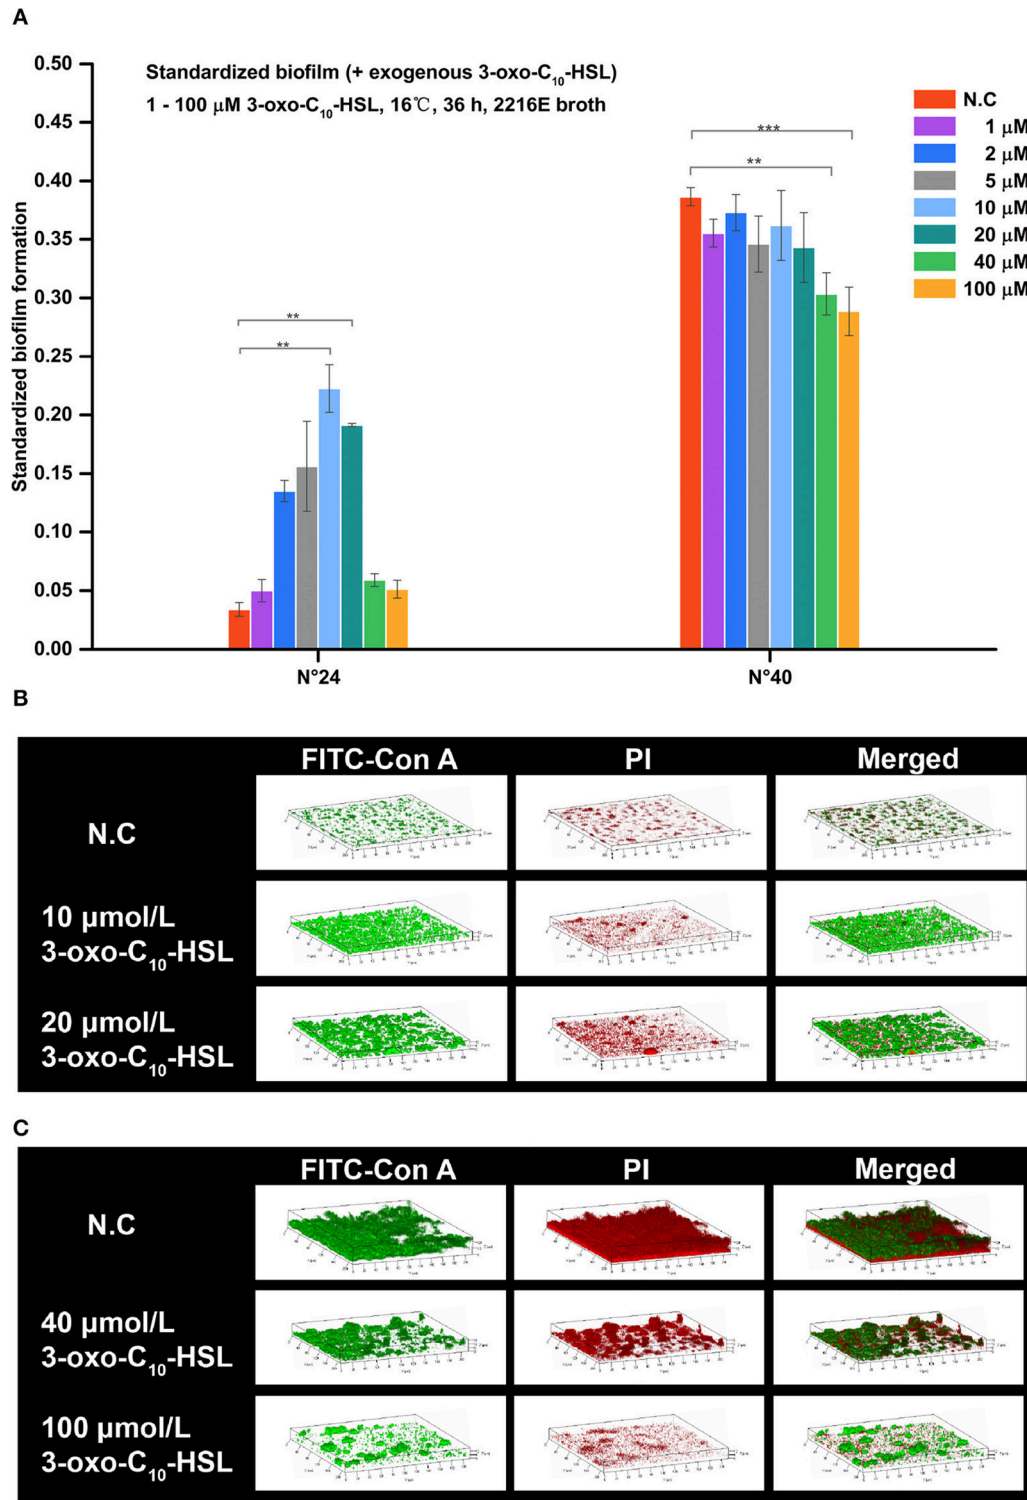 A
Standardized biofilm (+ exogenous 3-oxo-C10-HSL)
1 - 100 μM 3-oxo-C10-HSL, 16℃, 36 h, 2216E broth
Standardized biofilm formation
0.50
0.45
0.40
0.35
0.30
0.25
0.20
0.15
0.10
0.05
0.00
**
**
**
***
N.C
1 μM
2 μM
5 μM
10 μM
20 μM
40 μM
100 μM
N°24
N°40
B
FITC-Con A
PI
Merged
N.C
10 μmol/L
3-oxo-C10-HSL
20 μmol/L
3-oxo-C10-HSL
C
FITC-Con A
PI
Merged
N.C
40 μmol/L
3-oxo-C10-HSL
100 μmol/L
3-oxo-C10-HSL